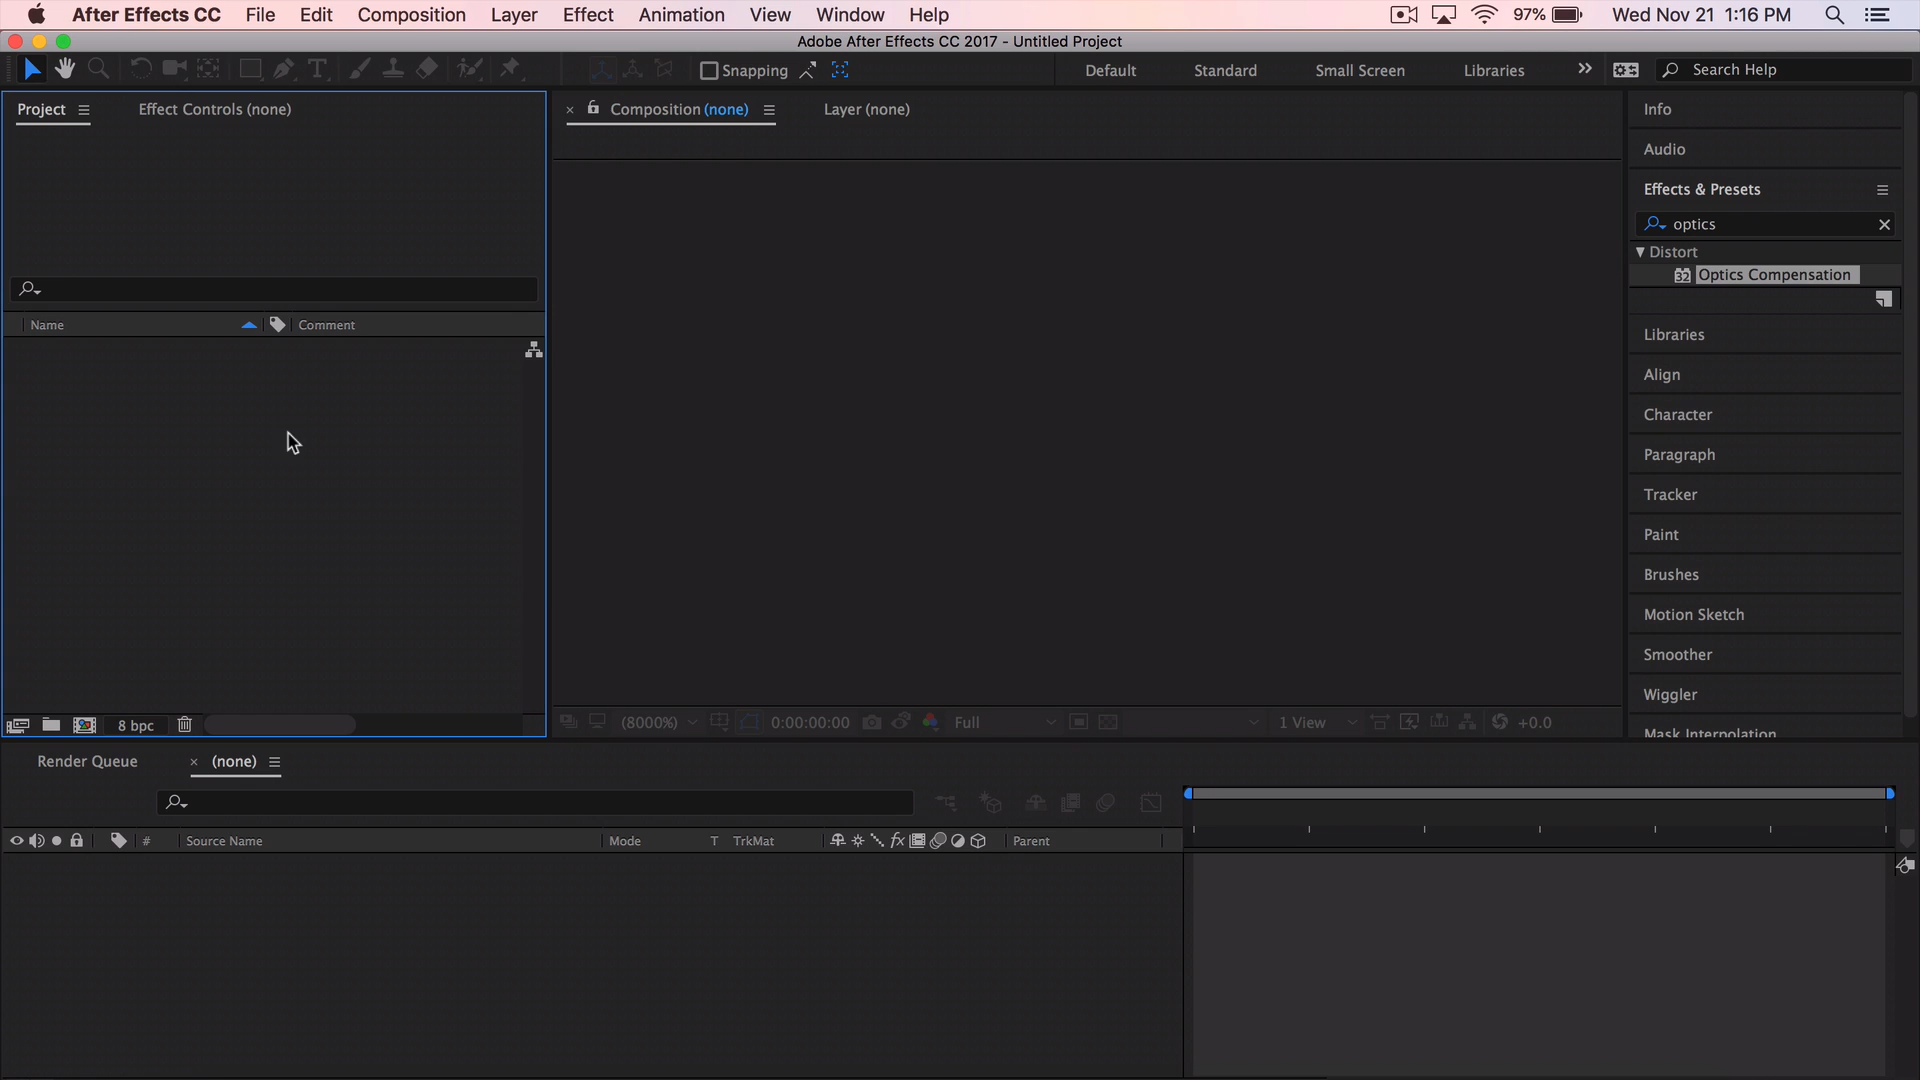 After Effects CC File Edit Composition Layer Effect Animation View Window Help 97% Wed Nov 21 1:16 PM
Adobe After Effects CC 2017 - Untitled Project
Snapping Default Standard Small Screen Libraries Search Help
Project Effect Controls (none) Composition (none) Layer (none) Info
Audio
Effects & Presets
optics
Distort
32 Optics Compensation
Name Comment
Libraries
Align
Character
Paragraph
Tracker
Paint
Brushes
Motion Sketch
Smoother
Wiggler
Mask Interpolation
8 bpc (8000%) 0:00:00:00 Full 1 View +0.0
Render Queue (none)
# Source Name Mode T TrkMat fx Parent